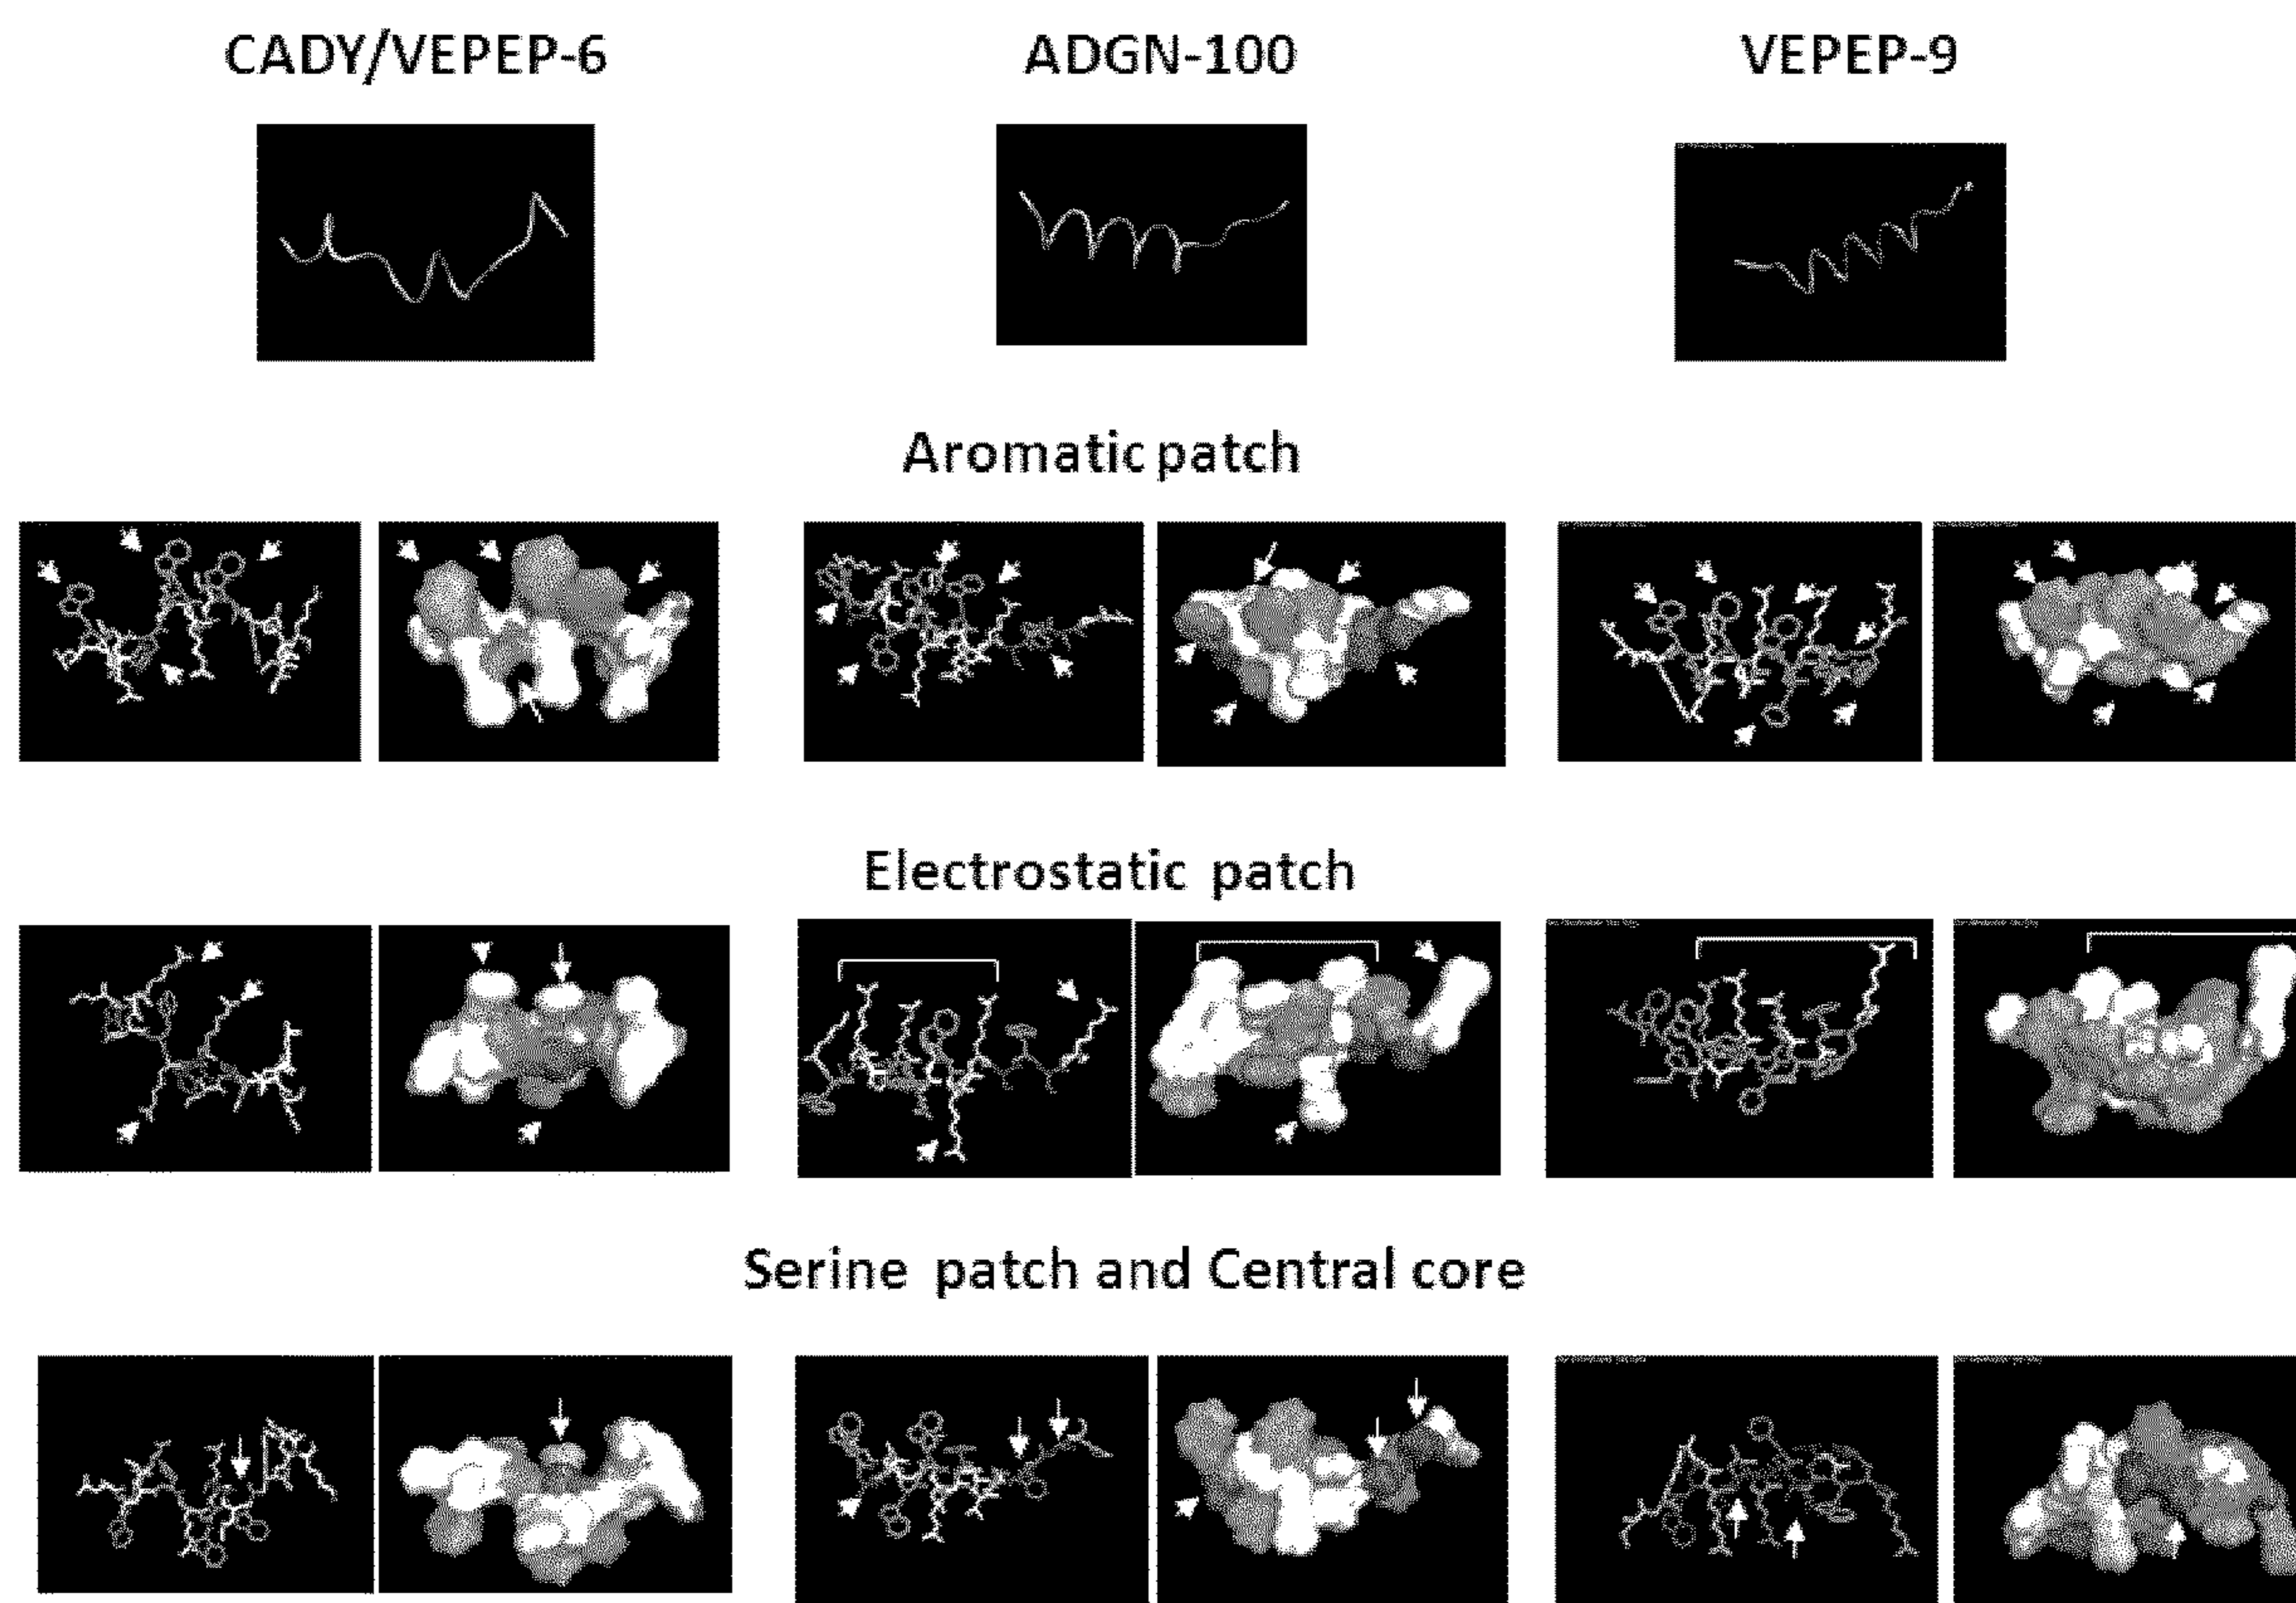 CADY/VEPEP-6
ADGN-100
VEPEP-9
Aromatic patch
Electrostatic patch
Serine patch and Central core